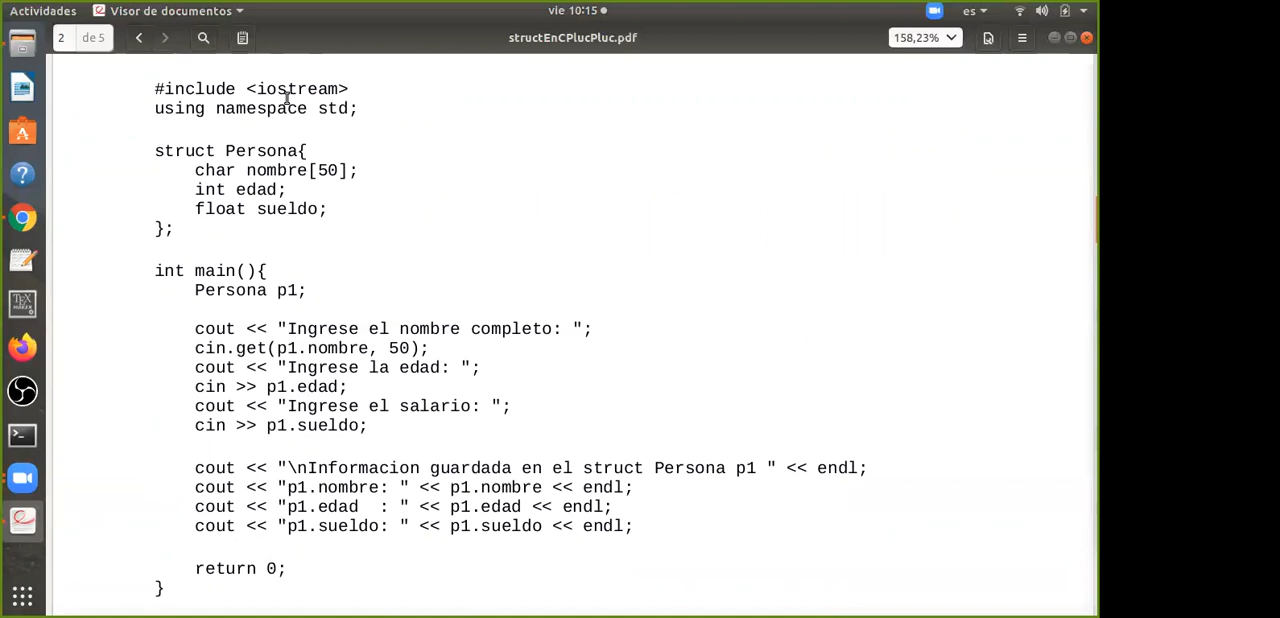 Actividades Visor de documentos vie 10:15 es
2 de 5 structEnCPlucPluc.pdf 158,23%
#include <iostream>
using namespace std;
struct Persona{
char nombre[50];
int edad;
float sueldo;
};
int main(){
Persona p1;
cout << "Ingrese el nombre completo: ";
cin.get(p1.nombre, 50);
cout << "Ingrese la edad: ";
cin >> p1.edad;
cout << "Ingrese el salario: ";
cin >> p1.sueldo;
cout << "\nInformacion guardada en el struct Persona p1 " << endl;
cout << "p1.nombre: " << p1.nombre << endl;
cout << "p1.edad  : " << p1.edad << endl;
cout << "p1.sueldo: " << p1.sueldo << endl;
return 0;
}